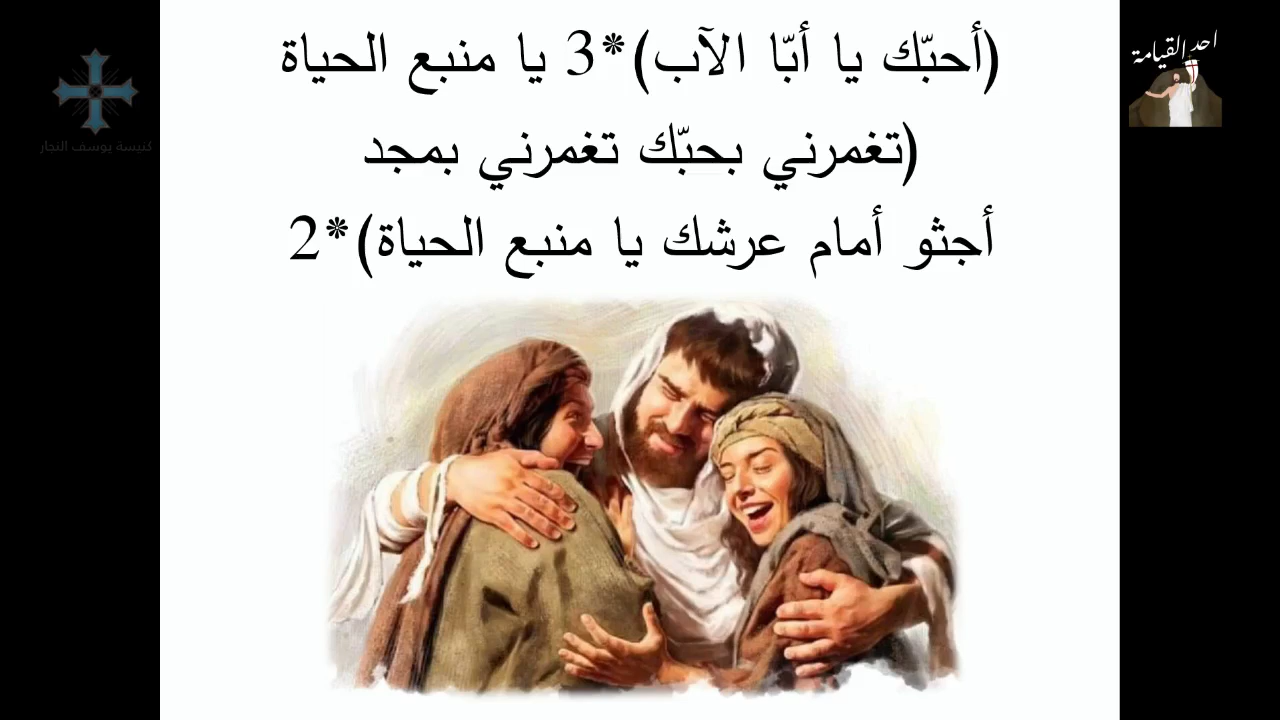 (أحبّك يا أبّا الآب)*3 يا منبع الحياة
(تغمرني بحبّك تغمرني بمجد
أجثو أمام عرشك يا منبع الحياة)*2
احد القيامة
كنيسة يوسف النجار